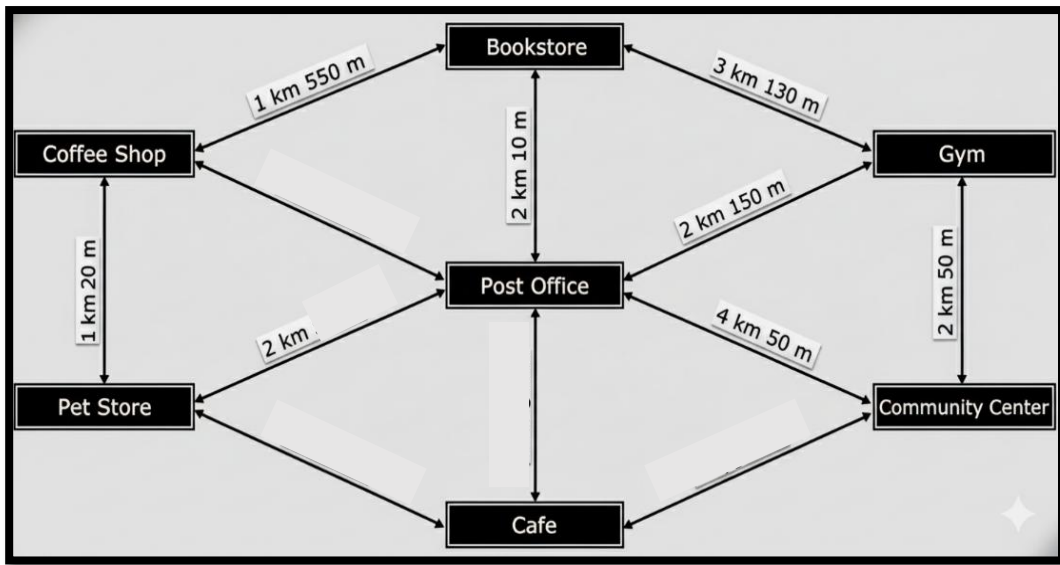 Bookstore
1 km 550 m
3 km 130 m
Coffee Shop
2 km 10 m
Gym
2 km 150 m
1 km 20 m
Post Office
2 km 50 m
2 km
4 km 50 m
Pet Store
Community Center
Cafe